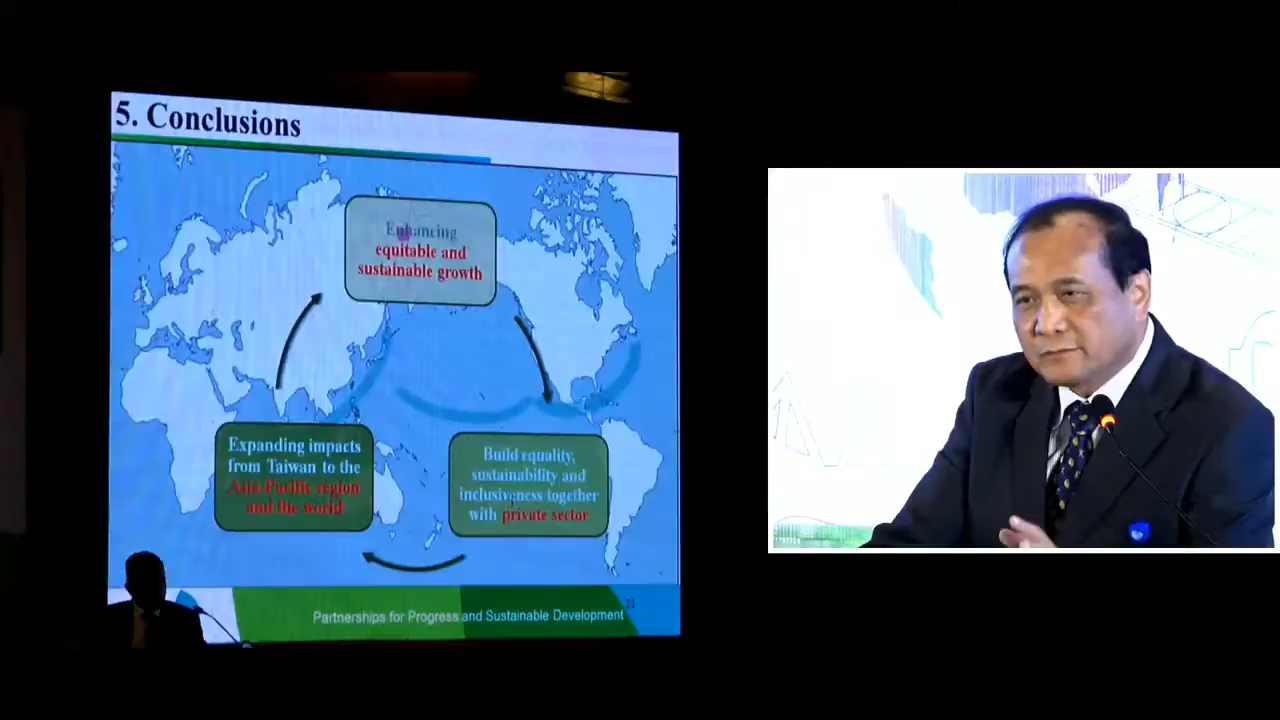 5. Conclusions
Enhancing
equitable and
sustainable growth
Expanding impacts
from Taiwan to the
Asia-Pacific region
and the world
Build equality,
sustainability and
inclusiveness together
with private sector
21
Partnerships for Progress and Sustainable Development